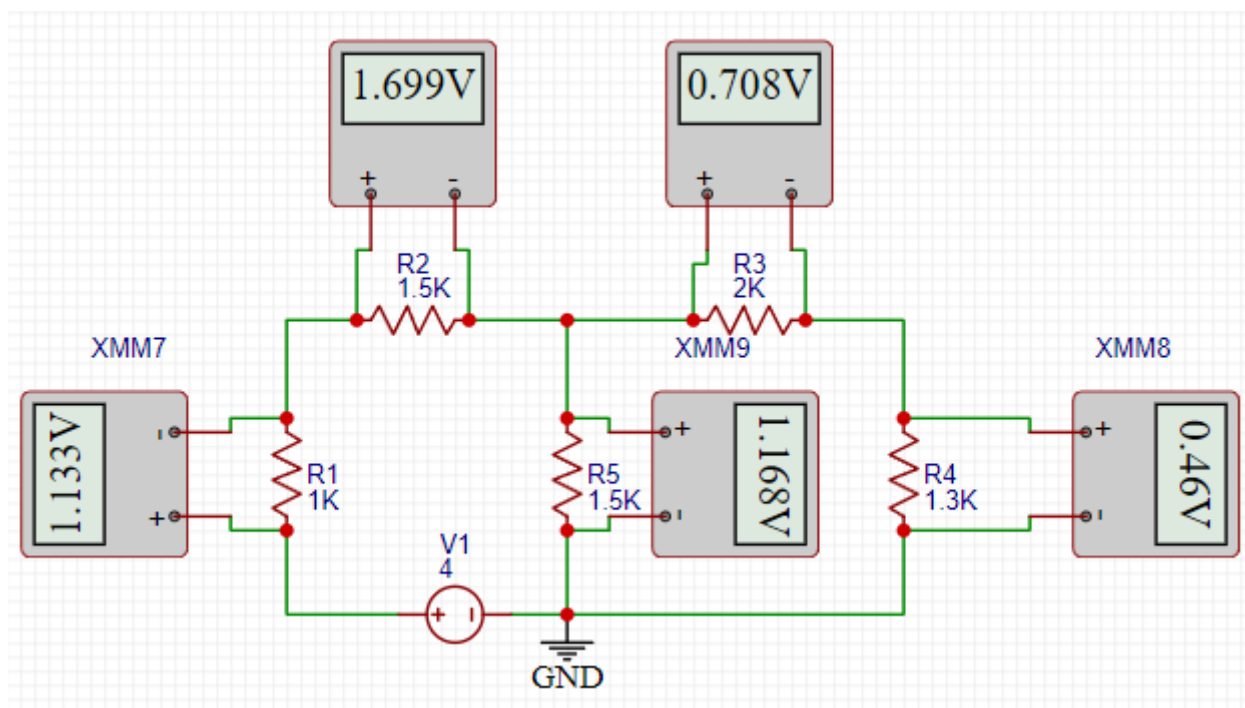 1.699V
0.708V
+ -
+ -
R2
1.5K
R3
2K
XMM7
XMM9
XMM8
1.133V
- +
R1
1K
R5
1.5K
+ -
1.168V
R4
1.3K
+ -
0.46V
V1
4
+ -
GND